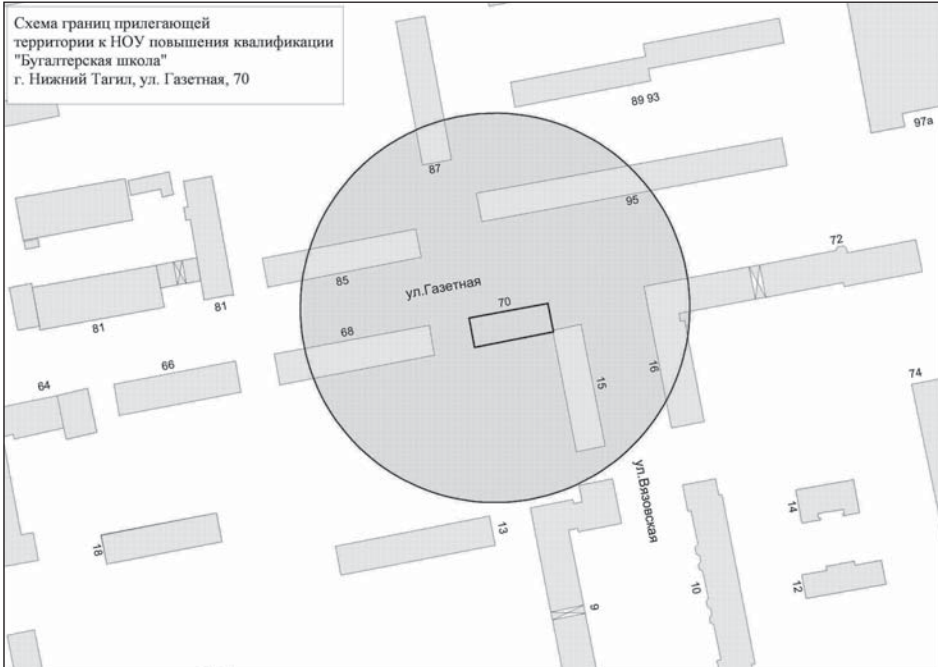 Схема границ прилегающей
территории к НОУ повышения квалификации
"Бугалтерская школа"
г. Нижний Тагил, ул. Газетная, 70
89 93
97а
87
95
72
85
ул.Газетная
70
81
81
68
66
64
16
15
74
ул.Вязовская
14
13
18
10
12
9